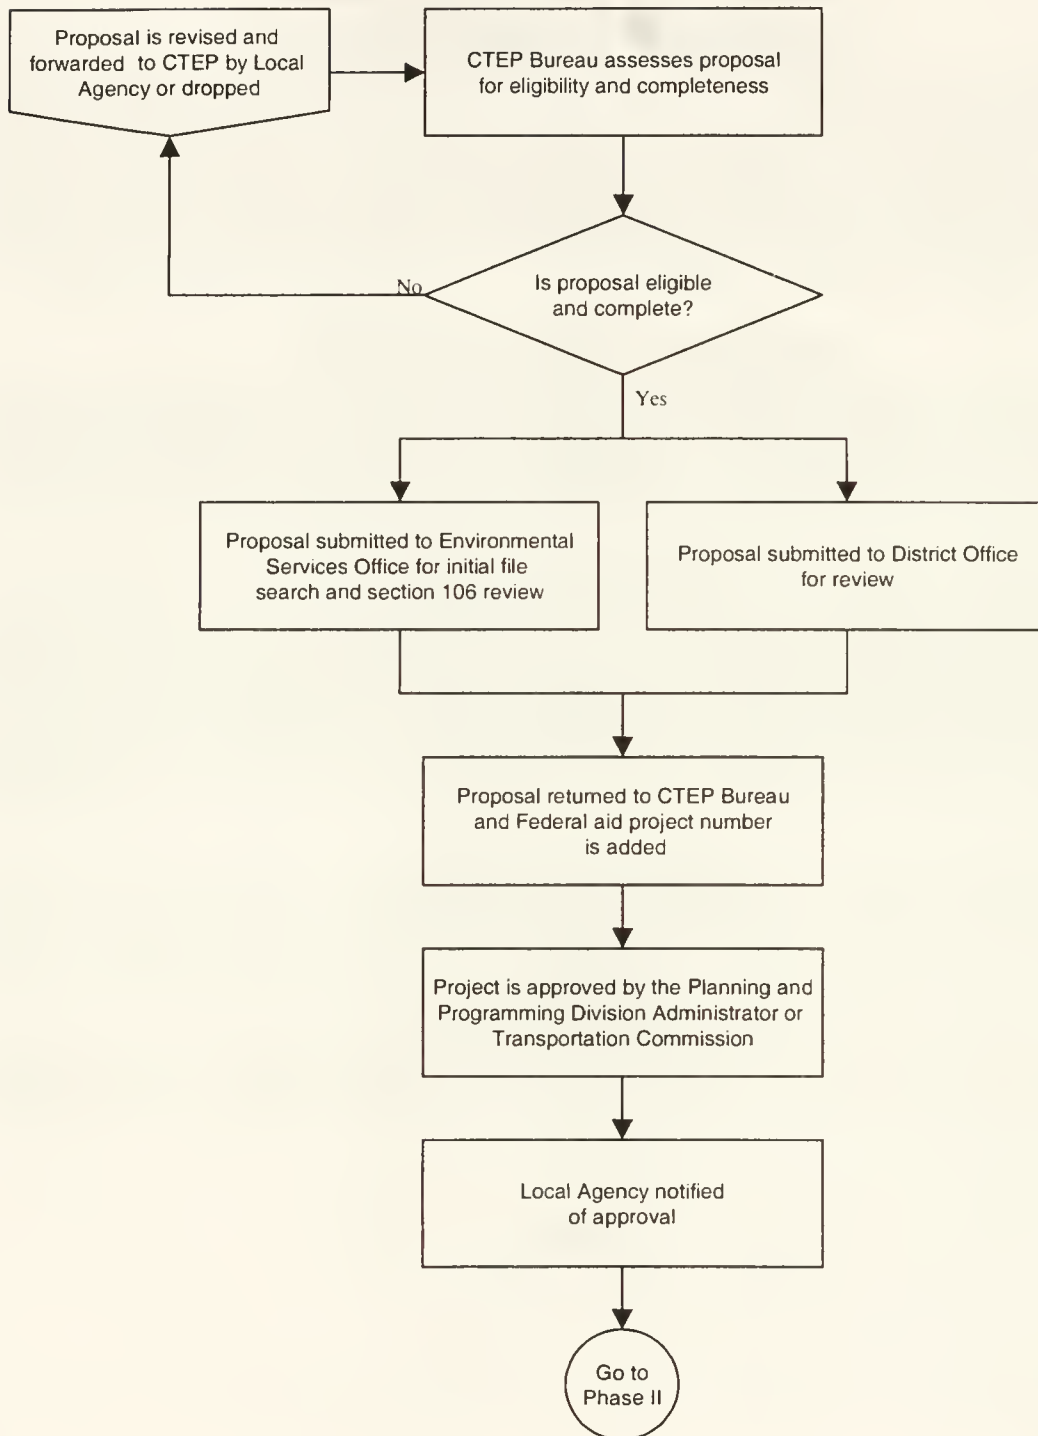 Proposal is revised and
forwarded to CTEP by Local
Agency or dropped
CTEP Bureau assesses proposal
for eligibility and completeness
Is proposal eligible
and complete?
No
Yes
Proposal submitted to Environmental
Services Office for initial file
search and section 106 review
Proposal submitted to District Office
for review
Proposal returned to CTEP Bureau
and Federal aid project number
is added
Project is approved by the Planning and
Programming Division Administrator or
Transportation Commission
Local Agency notified
of approval
Go to
Phase II